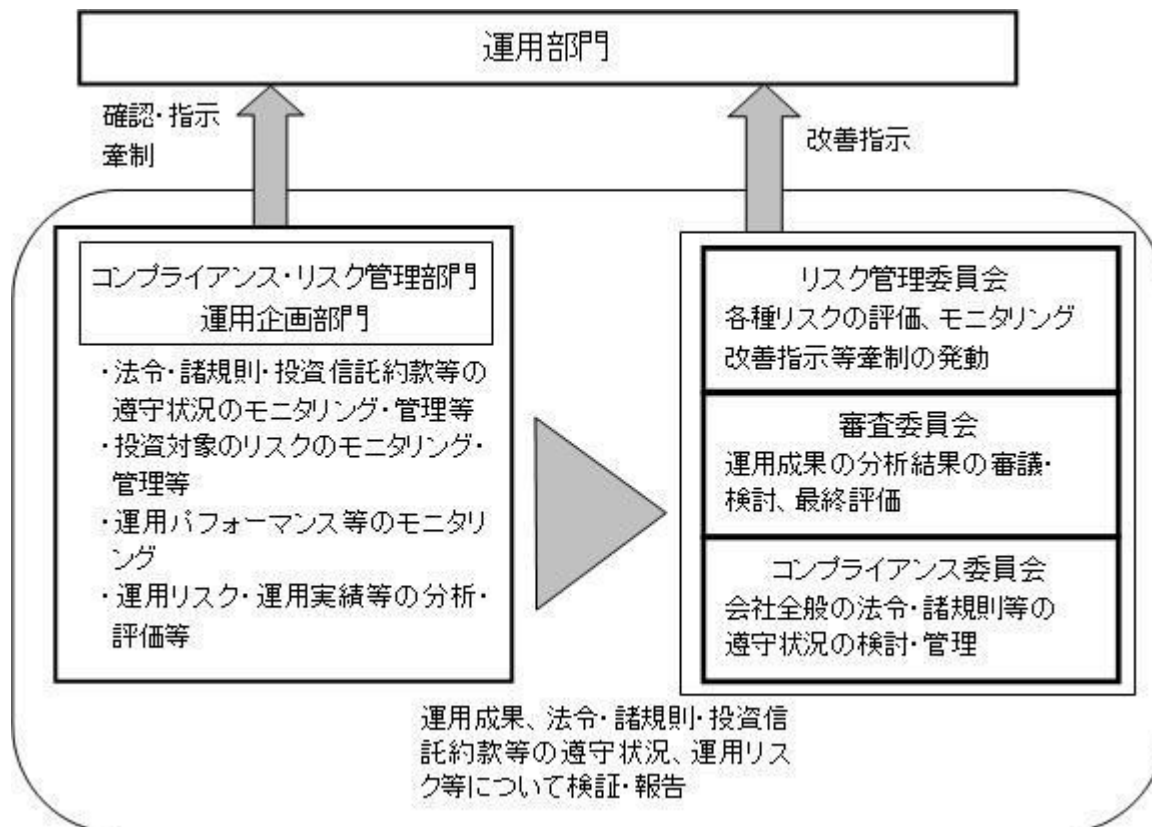 運用部門
確認・指示
牽制
改善指示
コンプライアンス・リスク管理部門
運用企画部門
・法令・諸規則・投資信託約款等の
遵守状況のモニタリング・管理等
・投資対象のリスクのモニタリング・
管理等
・運用パフォーマンス等のモニタリ
ング
・運用リスク・運用実績等の分析・
評価等
リスク管理委員会
各種リスクの評価、モニタリング
改善指示等牽制の発動
審査委員会
運用成果の分析結果の審議・
検討、最終評価
コンプライアンス委員会
会社全般の法令・諸規則等の
遵守状況の検討・管理
運用成果、法令・諸規則・投資信
託約款等の遵守状況、運用リス
ク等について検証・報告